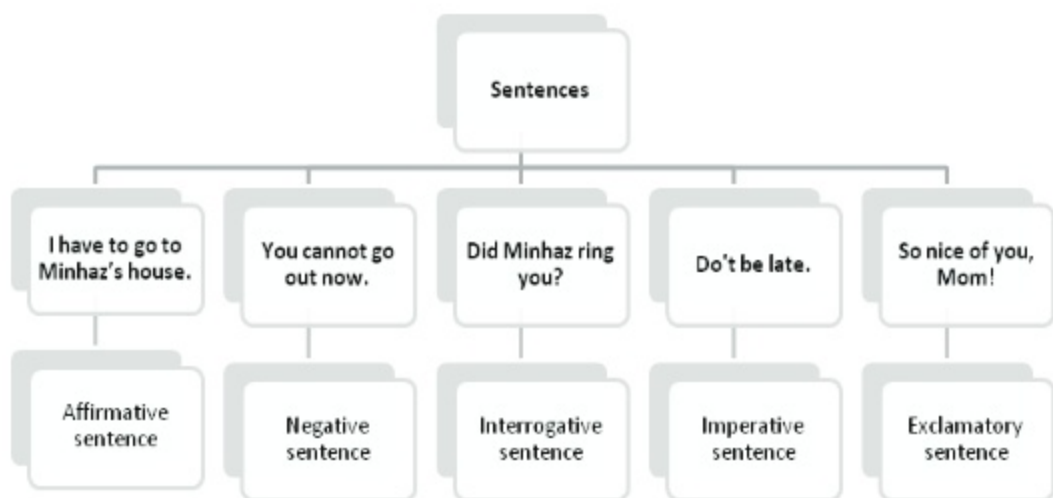 Sentences
I have to go to
Minhaz's house.
You cannot go
out now.
Did Minhaz ring
you?
Do't be late.
So nice of you,
Mom!
Affirmative
sentence
Negative
sentence
Interrogative
sentence
Imperative
sentence
Exclamatory
sentence